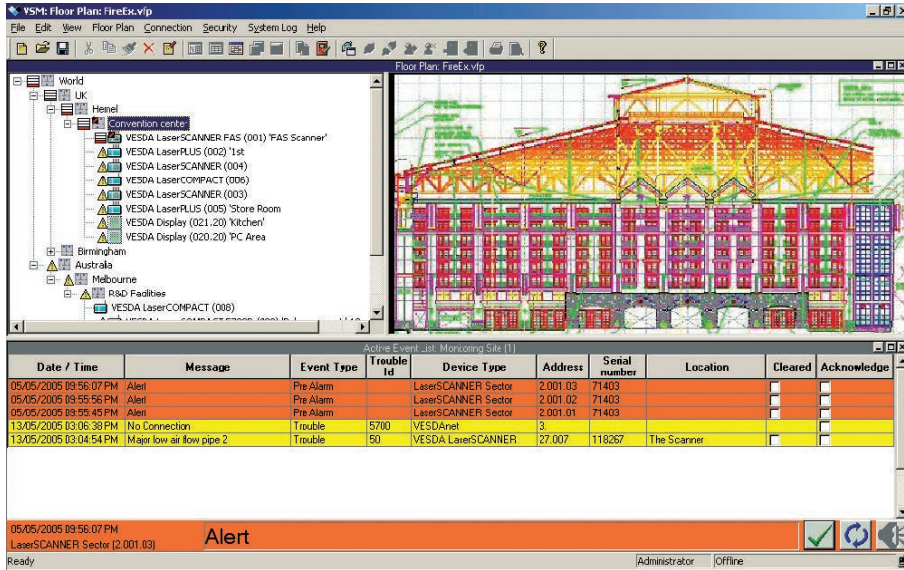 VSM: Floor Plan: FireEx.vfp
File Edit View Floor Plan Connection Security System Log Help
Floor Plan: FireEx.vfp
World
UK
Hemel
Convention center
VESDA LaserSCANNER FAS (001) 'FAS Scanner'
VESDA LaserPLUS (002) '1st
VESDA LaserSCANNER (004)
VESDA LaserCOMPACT (006)
VESDA LaserSCANNER (003)
VESDA LaserPLUS (005) 'Store Room
VESDA Display (021.20) 'Kitchen'
VESDA Display (020.20) 'PC Area
Birmingham
Australia
Melbourne
R&D Facilities
VESDA LaserCOMPACT (008)
Active Event List: Monitoring Site (1)
Date / Time Message Event Type Trouble Id Device Type Address Serial number Location Cleared Acknowledge
05/05/2005 09:56:07 PM Alert Pre Alarm LaserSCANNER Sector 2.001.03 71403
05/05/2005 09:55:56 PM Alert Pre Alarm LaserSCANNER Sector 2.001.02 71403
05/05/2005 09:55:45 PM Alert Pre Alarm LaserSCANNER Sector 2.001.01 71403
13/05/2005 03:06:38 PM No Connection Trouble 5700 VESDAnet 3.
13/05/2005 03:04:54 PM Major low air flow pipe 2 Trouble 50 VESDA LaserSCANNER 27.007 118267 The Scanner
05/05/2005 09:56:07 PM
LaserSCANNER Sector (2.001.03)
Alert
Ready Administrator Offline